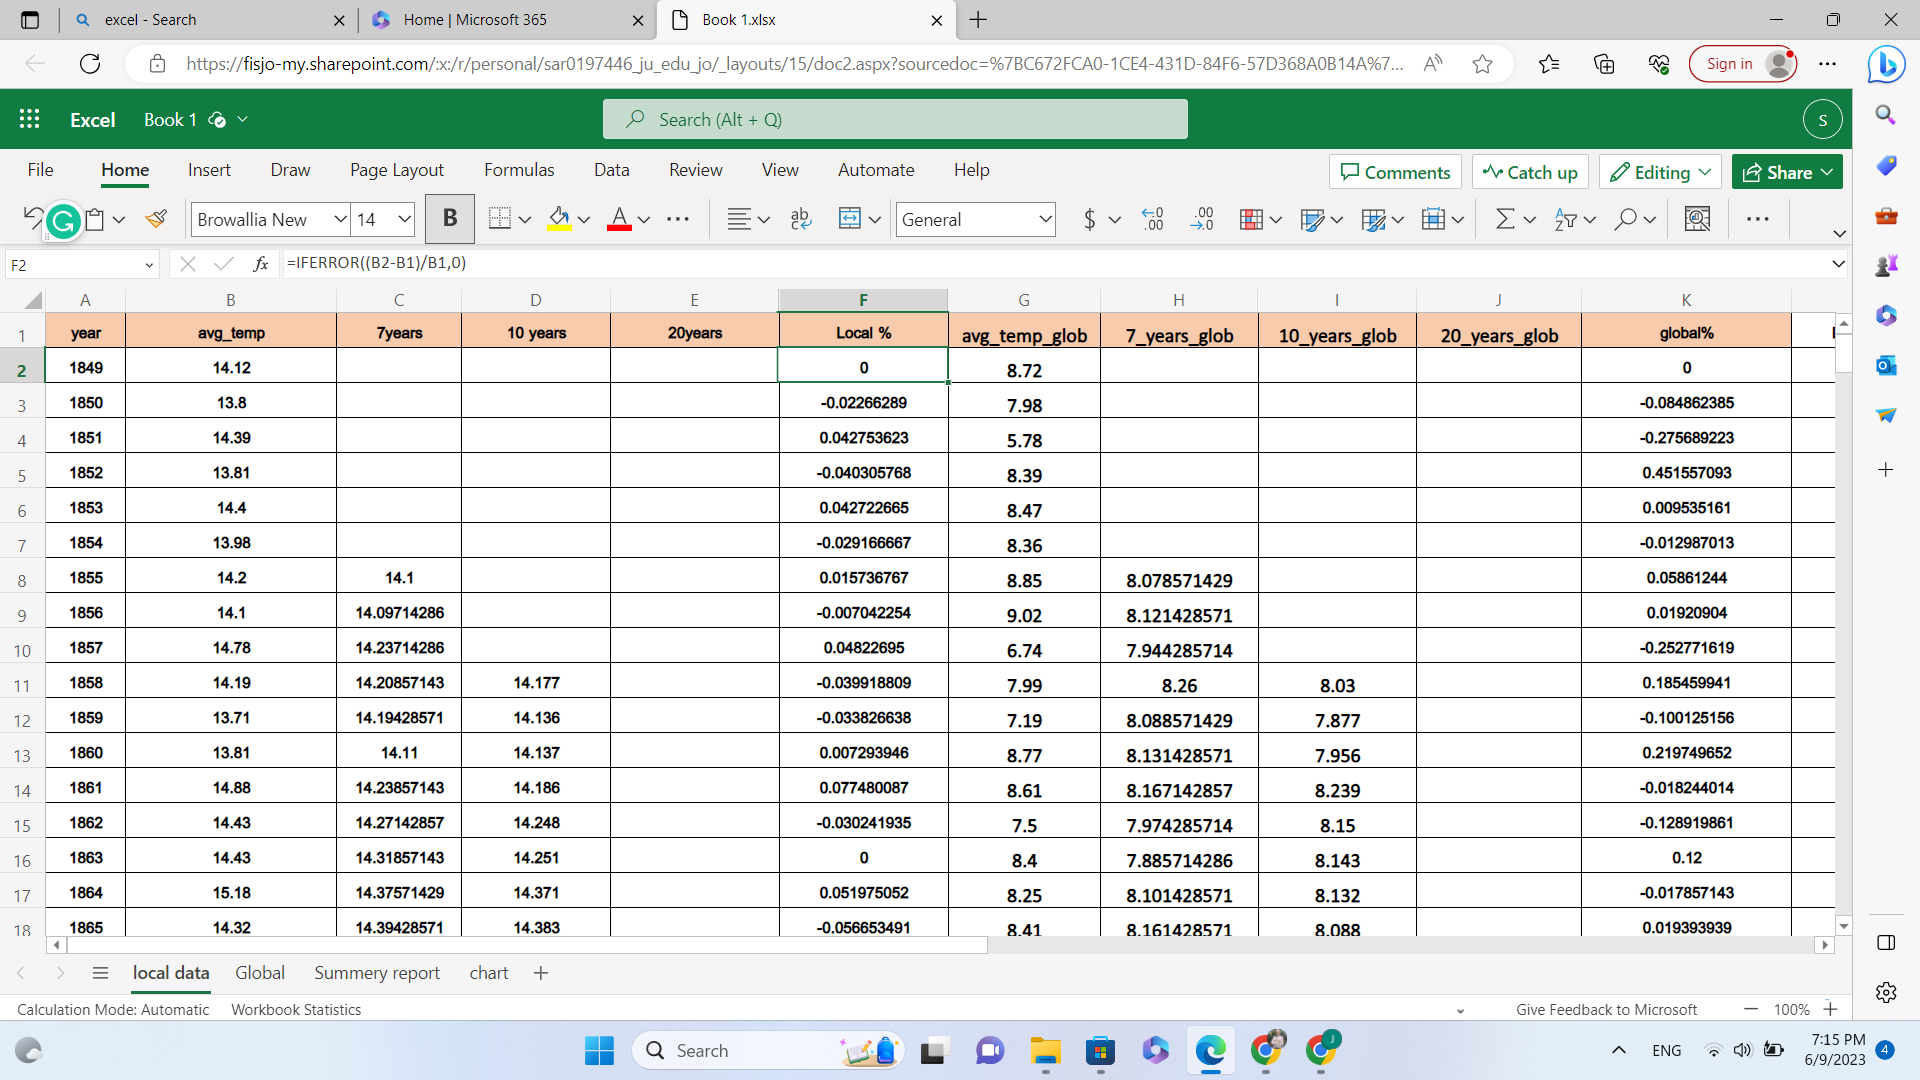 excel - Search
Home | Microsoft 365
Book 1.xlsx
https://fisjo-my.sharepoint.com/:x:/r/personal/sar0197446_ju_edu_jo/_layouts/15/doc2.aspx?sourcedoc=%7BC672FCA0-1CE4-431D-84F6-57D368A0B14A%7...
Sign in
Excel Book 1 Search (Alt + Q) S
File Home Insert Draw Page Layout Formulas Data Review View Automate Help Comments Catch up Editing Share
Browallia New 14 B General
F2 fx =IFERROR((B2-B1)/B1,0)
A B C D E F G H I J K
1 year avg_temp 7years 10 years 20years Local % avg_temp_glob 7_years_glob 10_years_glob 20_years_glob global%
2 1849 14.12 0 8.72 0
3 1850 13.8 -0.02266289 7.98 -0.084862385
4 1851 14.39 0.042753623 5.78 -0.275689223
5 1852 13.81 -0.040305768 8.39 0.451557093
6 1853 14.4 0.042722665 8.47 0.009535161
7 1854 13.98 -0.029166667 8.36 -0.012987013
8 1855 14.2 14.1 0.015736767 8.85 8.078571429 0.05861244
9 1856 14.1 14.09714286 -0.007042254 9.02 8.121428571 0.01920904
10 1857 14.78 14.23714286 0.04822695 6.74 7.944285714 -0.252771619
11 1858 14.19 14.20857143 14.177 -0.039918809 7.99 8.26 8.03 0.185459941
12 1859 13.71 14.19428571 14.136 -0.033826638 7.19 8.088571429 7.877 -0.100125156
13 1860 13.81 14.11 14.137 0.007293946 8.77 8.131428571 7.956 0.219749652
14 1861 14.88 14.23857143 14.186 0.077480087 8.61 8.167142857 8.239 -0.018244014
15 1862 14.43 14.27142857 14.248 -0.030241935 7.5 7.974285714 8.15 -0.128919861
16 1863 14.43 14.31857143 14.251 0 8.4 7.885714286 8.143 0.12
17 1864 15.18 14.37571429 14.371 0.051975052 8.25 8.101428571 8.132 -0.017857143
18 1865 14.32 14.39428571 14.383 -0.056653491 8.41 8.161428571 8.088 0.019393939
local data Global Summery report chart
Calculation Mode: Automatic Workbook Statistics Give Feedback to Microsoft 100%
Search ENG 7:15 PM
6/9/2023 4